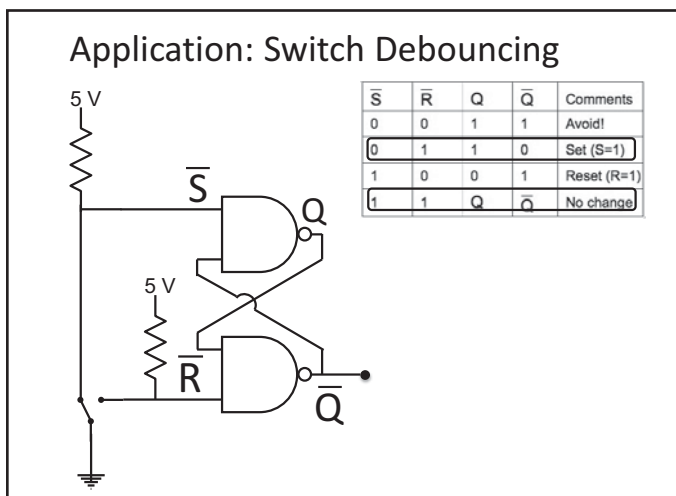 Application: Switch Debouncing
5 V
S̅ R̅ Q Q̅ Comments
0 0 1 1 Avoid!
0 1 1 0 Set (S=1)
1 0 0 1 Reset (R=1)
1 1 Q Q̅ No change
S̅
Q
5 V
R̅
Q̅